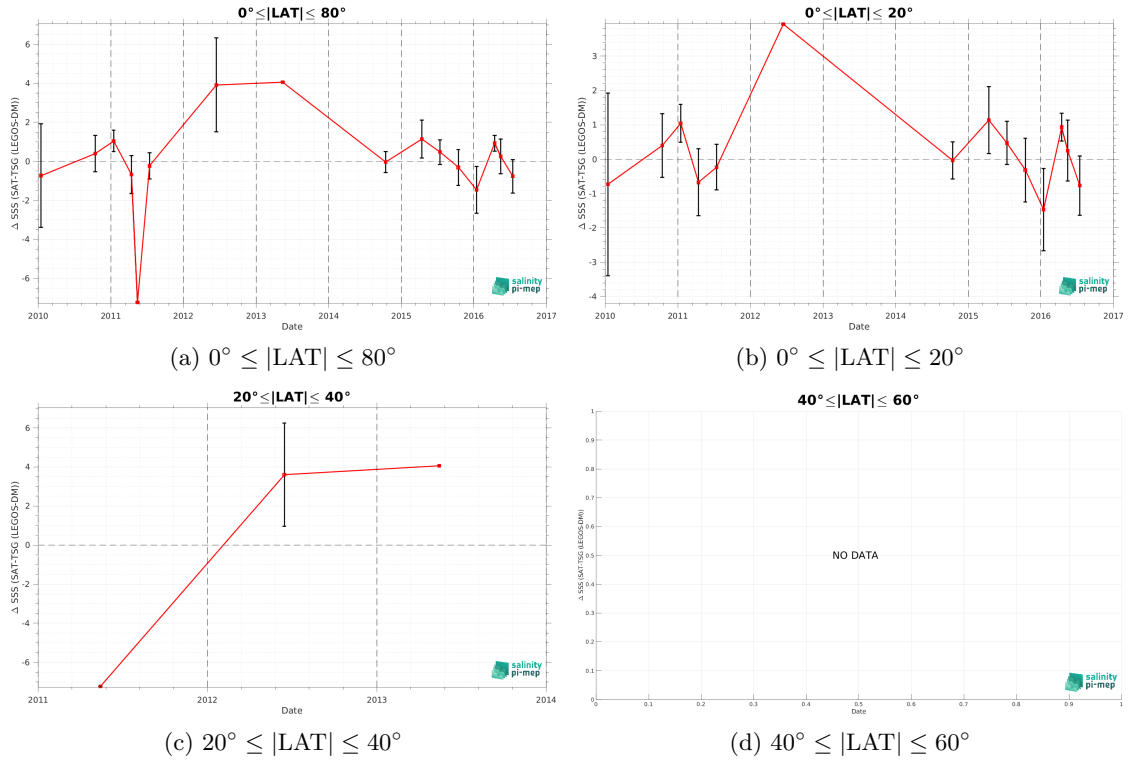 0°≤|LAT|≤ 80°
Δ SSS (SAT-TSG (LEGOS-DM))
6
4
2
0
-2
-4
-6
2010 2011 2012 2013 2014 2015 2016 2017
Date
salinity
pi-mep
(a) 0° ≤ |LAT| ≤ 80°
0°≤|LAT|≤ 20°
Δ SSS (SAT-TSG (LEGOS-DM))
3
2
1
0
-1
-2
-3
-4
2010 2011 2012 2013 2014 2015 2016 2017
Date
salinity
pi-mep
(b) 0° ≤ |LAT| ≤ 20°
20°≤|LAT|≤ 40°
Δ SSS (SAT-TSG (LEGOS-DM))
6
4
2
0
-2
-4
-6
2011 2012 2013 2014
Date
salinity
pi-mep
(c) 20° ≤ |LAT| ≤ 40°
40°≤|LAT|≤ 60°
Δ SSS (SAT-TSG (LEGOS-DM))
1
0.9
0.8
0.7
0.6
0.5
0.4
0.3
0.2
0.1
0
NO DATA
0 0.1 0.2 0.3 0.4 0.5 0.6 0.7 0.8 0.9 1
Date
salinity
pi-mep
(d) 40° ≤ |LAT| ≤ 60°